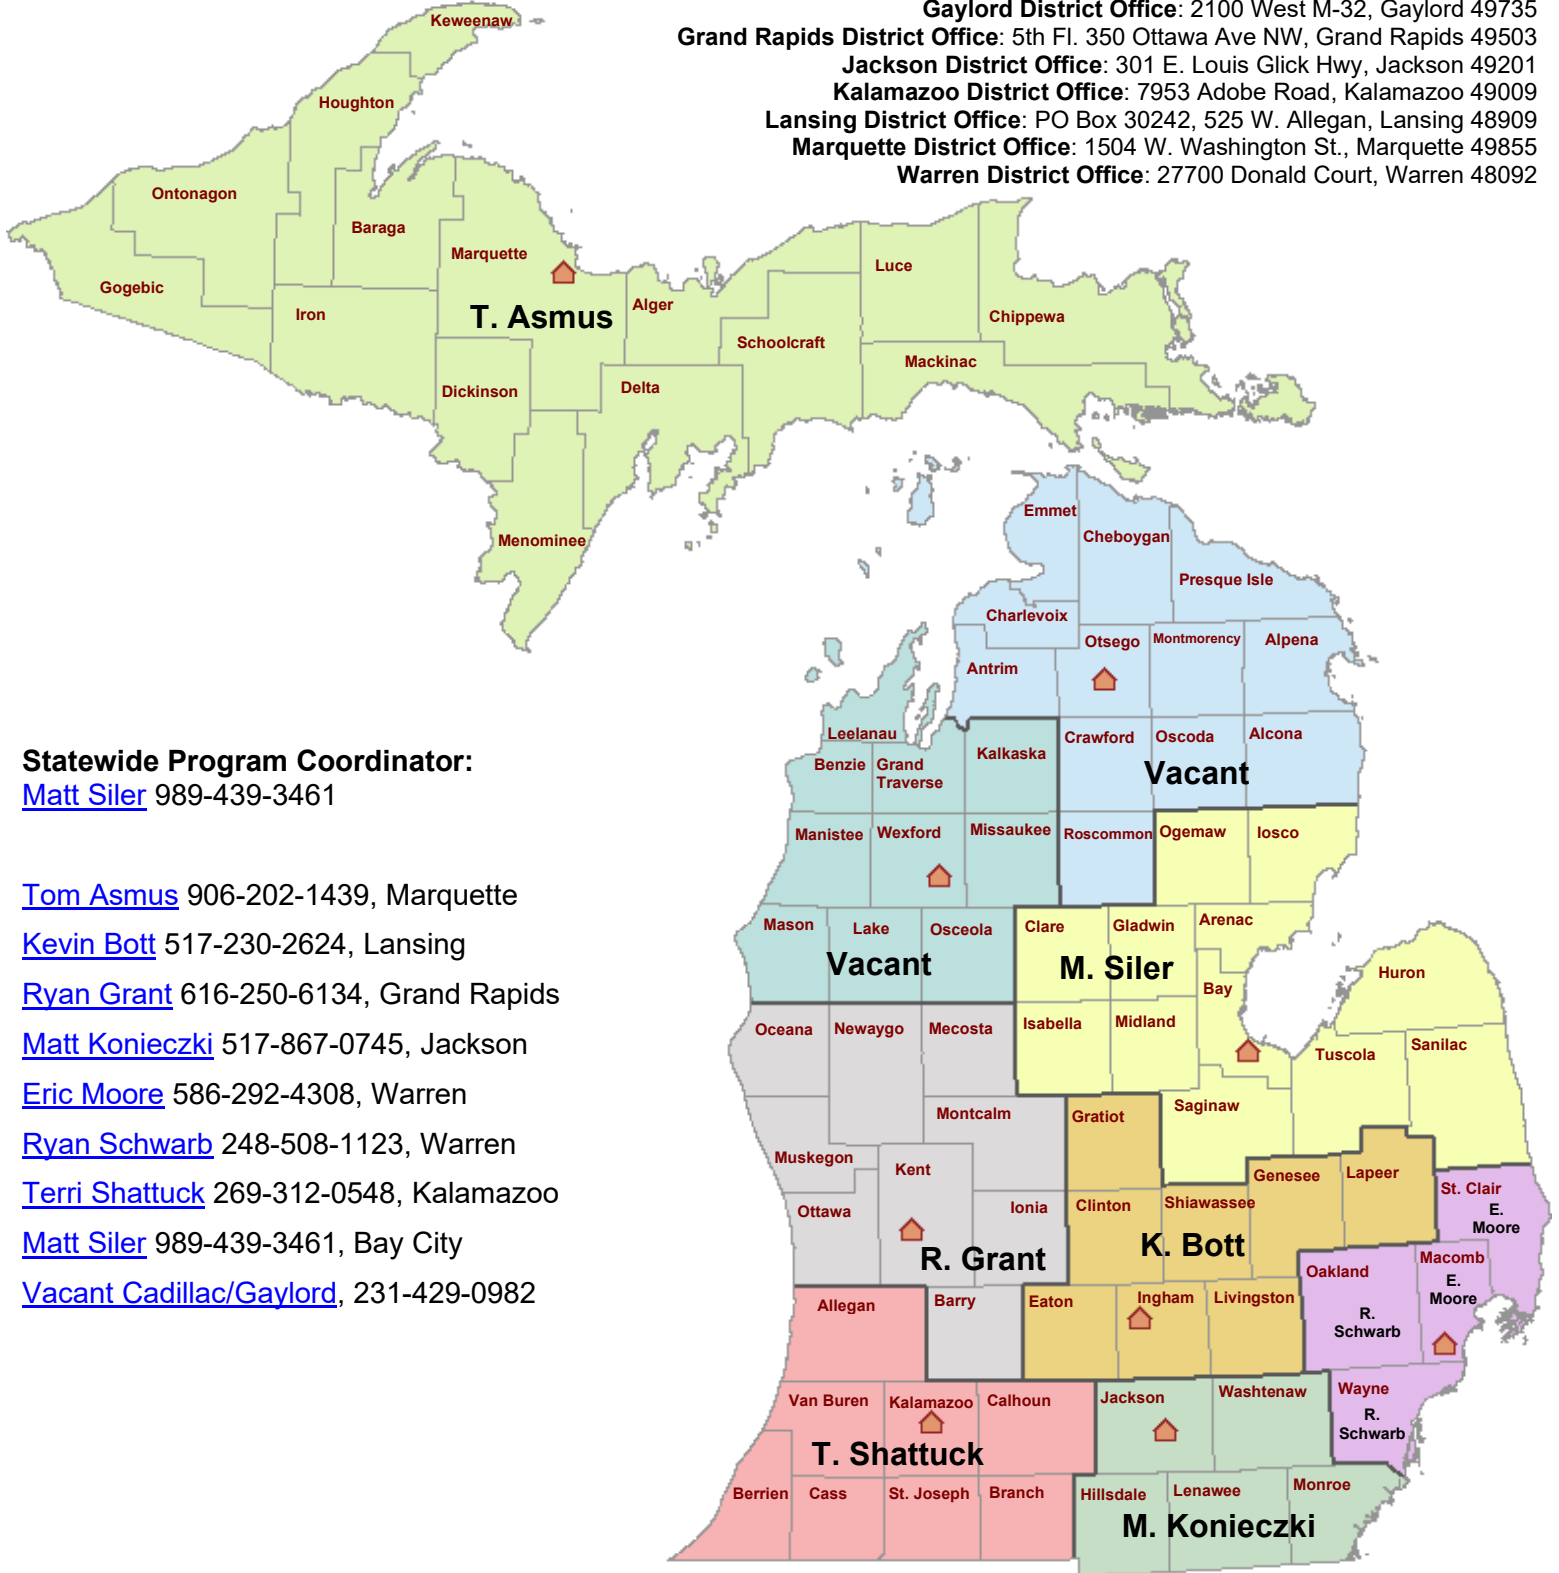 Gaylord District Office: 2100 West M-32, Gaylord 49735
Grand Rapids District Office: 5th Fl. 350 Ottawa Ave NW, Grand Rapids 49503
Jackson District Office: 301 E. Louis Glick Hwy, Jackson 49201
Kalamazoo District Office: 7953 Adobe Road, Kalamazoo 49009
Lansing District Office: PO Box 30242, 525 W. Allegan, Lansing 48909
Marquette District Office: 1504 W. Washington St., Marquette 49855
Warren District Office: 27700 Donald Court, Warren 48092
Keweenaw
Houghton
Ontonagon
Baraga
Marquette
Gogebic
Iron
T. Asmus
Alger
Luce
Chippewa
Schoolcraft
Mackinac
Dickinson
Delta
Menominee
Emmet
Cheboygan
Presque Isle
Charlevoix
Otsego
Montmorency
Alpena
Antrim
Leelanau
Benzie
Grand
Traverse
Kalkaska
Crawford
Oscoda
Alcona
Vacant
Manistee
Wexford
Missaukee
Roscommon
Ogemaw
Iosco
Mason
Lake
Osceola
Vacant
Clare
Gladwin
Arenac
M. Siler
Bay
Huron
Isabella
Midland
Tuscola
Sanilac
Saginaw
Oceana
Newaygo
Mecosta
Montcalm
Gratiot
Muskegon
Kent
Ottawa
Ionia
R. Grant
Clinton
Shiawassee
Genesee
Lapeer
K. Bott
St. Clair
E.
Moore
Macomb
E.
Moore
Oakland
R.
Schwarb
Allegan
Barry
Eaton
Ingham
Livingston
Wayne
R.
Schwarb
Van Buren
Kalamazoo
Calhoun
Jackson
Washtenaw
T. Shattuck
Berrien
Cass
St. Joseph
Branch
Hillsdale
Lenawee
Monroe
M. Konieczki
Statewide Program Coordinator:
Matt Siler 989-439-3461
Tom Asmus 906-202-1439, Marquette
Kevin Bott 517-230-2624, Lansing
Ryan Grant 616-250-6134, Grand Rapids
Matt Konieczki 517-867-0745, Jackson
Eric Moore 586-292-4308, Warren
Ryan Schwarb 248-508-1123, Warren
Terri Shattuck 269-312-0548, Kalamazoo
Matt Siler 989-439-3461, Bay City
Vacant Cadillac/Gaylord, 231-429-0982